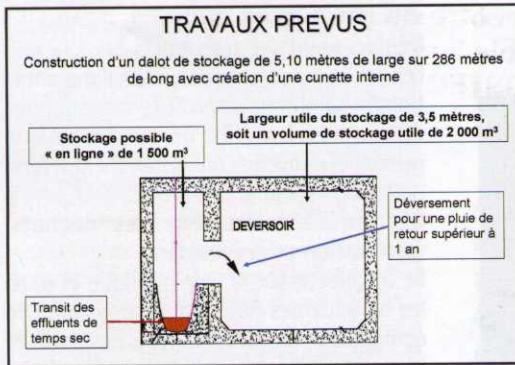 TRAVAUX PREVUS
Construction d'un dalot de stockage de 5,10 mètres de large sur 286 mètres
de long avec création d'une cunette interne
Stockage possible
« en ligne » de 1 500 m³
Largeur utile du stockage de 3,5 mètres,
soit un volume de stockage utile de 2 000 m³
DEVERSOIR
Déversement
pour une pluie de
retour supérieur à
1 an
Transit des
effluents de
temps sec